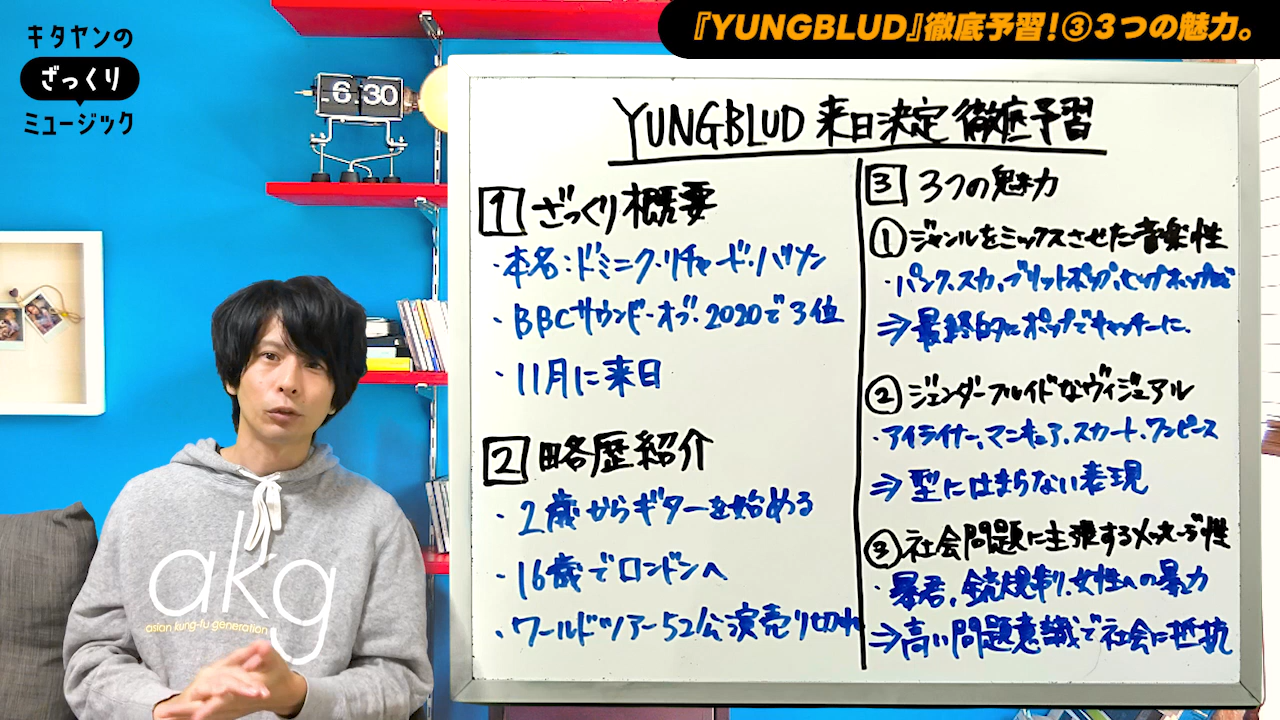 キタヤンの
ざっくり
ミュージック
『YUNGBLUD』徹底予習!③3つの魅力。
6 30
akg
asian kung-fu generation
YUNGBLUD 来日決定 徹底予習
1 ざっくり概要
・本名:ドミニク・リチャード・ハリソン
・BBCサウンド・オブ・2020で3位
・11月に来日
2 略歴紹介
・2歳からギターを始める
・16歳でロンドンへ
・ワールドツアー52公演売り切れ
3 3つの魅力
①ジャンルをミックスさせた音楽性
・パンク、スカ、ブリットポップ、ヒップホップなど
⇒最終的にポップでキャッチーに。
②ジェンダーフルイドなヴィジュアル
・アイライナー、マニキュア、スカート、ワンピース
⇒型にはまらない表現
③社会問題に主張するメッセージ性
・暴君、銃規制、女性への暴力
⇒高い問題意識で社会に抵抗